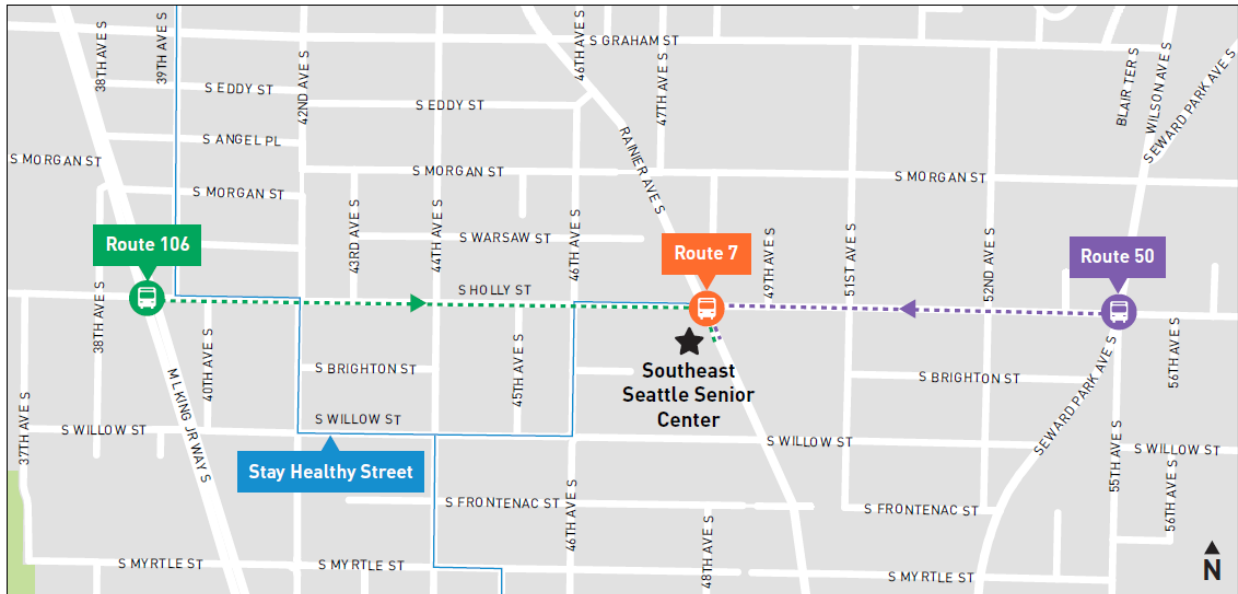 38TH AVE S
39TH AVE S
42ND AVE S
46TH AVE S
S GRAHAM ST
47TH AVE S
51ST AVE S
52ND AVE S
BLAIR TER S
WILSON AVE S
SEWARD PARK AVE S
S EDDY ST
S EDDY ST
S ANGEL PL
RAINIER AVE S
S MORGAN ST
S MORGAN ST
S MORGAN ST
S MORGAN ST
43RD AVE S
44TH AVE S
S WARSAW ST
46TH AVE S
Route 106
Route 7
Route 50
49TH AVE S
51ST AVE S
52ND AVE S
S HOLLY ST
38TH AVE S
40TH AVE S
M L KING JR WAY S
S BRIGHTON ST
45TH AVE S
Southeast
Seattle Senior
Center
S BRIGHTON ST
SEWARD PARK AVE S
56TH AVE S
37TH AVE S
S WILLOW ST
S WILLOW ST
S WILLOW ST
S WILLOW ST
Stay Healthy Street
55TH AVE S
56TH AVE S
S FRONTENAC ST
46TH AVE S
S FRONTENAC ST
48TH AVE S
S MYRTLE ST
S MYRTLE ST
S MYRTLE ST
N